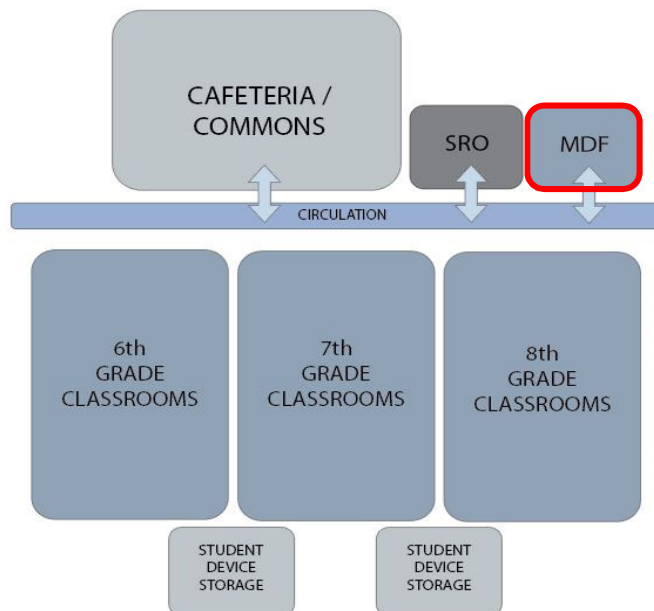 CAFETERIA /
COMMONS
SRO
MDF
CIRCULATION
6th
GRADE
CLASSROOMS
7th
GRADE
CLASSROOMS
8th
GRADE
CLASSROOMS
STUDENT
DEVICE
STORAGE
STUDENT
DEVICE
STORAGE